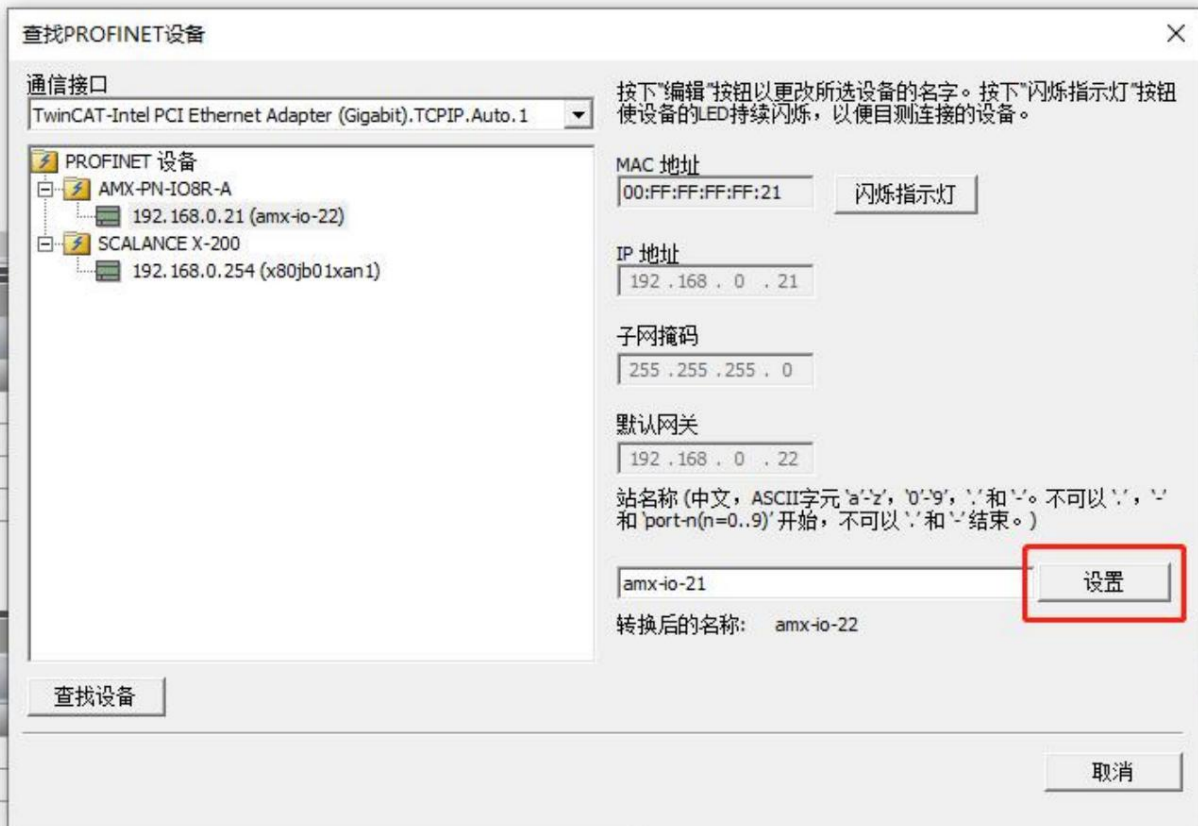 查找PROFINET设备
通信接口
TwinCAT-Intel PCI Ethernet Adapter (Gigabit).TCPIP.Auto.1
PROFINET 设备
AMX-PN-IO8R-A
192.168.0.21 (amx-io-22)
SCALANCE X-200
192.168.0.254 (x80jb01xan1)
查找设备
按下"编辑"按钮以更改所选设备的名字。按下"闪烁指示灯"按钮
使设备的LED持续闪烁，以便目测连接的设备。
MAC 地址
00:FF:FF:FF:FF:21
闪烁指示灯
IP 地址
192 .168 . 0 . 21
子网掩码
255 .255 .255 . 0
默认网关
192 .168 . 0 . 22
站名称 (中文，ASCII字元 'a'-'z'，'0'-'9'，'.' 和 '-'。不可以 '.'，'-'
和 'port-n(n=0..9)' 开始，不可以 '.' 和 '-' 结束。)
amx-io-21
设置
转换后的名称: amx-io-22
取消